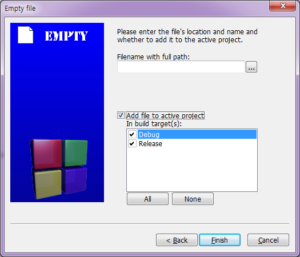 Empty file
EMPTY
Please enter the file's location and name and
whether to add it to the active project.
Filename with full path:
...
Add file to active project
In build target(s):
Debug
Release
All None
< Back Finish Cancel